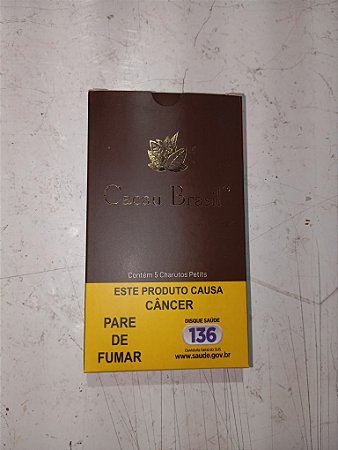 Cacau Brasil
Contém 5 Charutos Petits
ESTE PRODUTO CAUSA
CÂNCER
PARE
DE
FUMAR
DISQUE SAÚDE
136
www.saude.gov.br